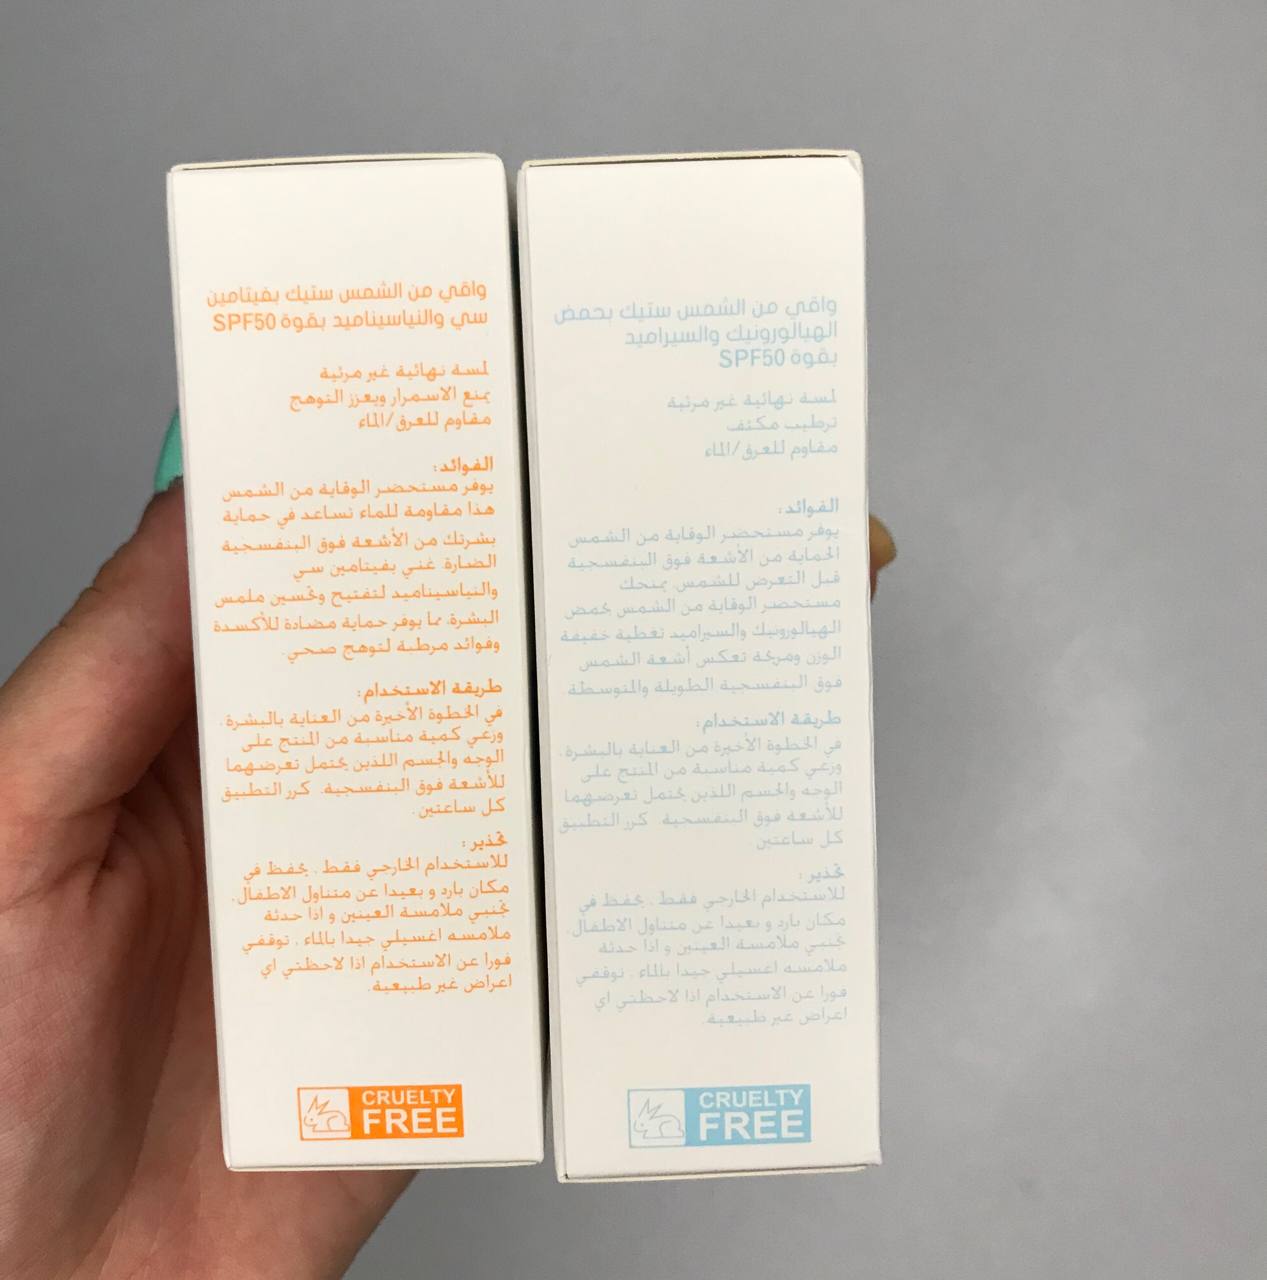 واقي من الشمس ستيك بفيتامين
سي والنياسيناميد بقوة SPF50
لمسة نهائية غير مرئية
يمنع الاسمرار ويعزز التوهج
مقاوم للعرق/الماء
الفوائد:
يوفر مستحضر الوقاية من الشمس
هذا مقاومة للماء تساعد في حماية
بشرتك من الأشعة فوق البنفسجية
الضارة. غني بفيتامين سي
والنياسيناميد لتفتيح وتحسين ملمس
البشرة، مما يوفر حماية مضادة للأكسدة
وفوائد مرطبة لتوهج صحي.
طريقة الاستخدام:
في الخطوة الأخيرة من العناية بالبشرة،
وزعي كمية مناسبة من المنتج على
الوجه والجسم اللذين يحتمل تعرضهما
للأشعة فوق البنفسجية. كرر التطبيق
كل ساعتين.
تحذير :
للاستخدام الخارجي فقط . يحفظ في
مكان بارد و بعيدا عن متناول الاطفال.
تجنبي ملامسة العينين و اذا حدثة
ملامسه اغسيلي جيدا بالماء . توقفي
فورا عن الاستخدام اذا لاحظتي اي
اعراض غير طبيعية.
CRUELTY
FREE
واقي من الشمس ستيك بحمض
الهيالورونيك والسيراميد
بقوة SPF50
لمسة نهائية غير مرئية
ترطيب مكثف
مقاوم للعرق/الماء
الفوائد:
يوفر مستحضر الوقاية من الشمس
الحماية من الأشعة فوق البنفسجية
قبل التعرض للشمس. يمنحك
مستحضر الوقاية من الشمس بحمض
الهيالورونيك والسيراميد تغطية خفيفة
الوزن ومريحة تعكس أشعة الشمس
فوق البنفسجية الطويلة والمتوسطة.
طريقة الاستخدام:
في الخطوة الأخيرة من العناية بالبشرة،
وزعي كمية مناسبة من المنتج على
الوجه والجسم اللذين يحتمل تعرضهما
للأشعة فوق البنفسجية. كرر التطبيق
كل ساعتين.
تحذير :
للاستخدام الخارجي فقط . يحفظ في
مكان بارد و بعيدا عن متناول الاطفال.
تجنبي ملامسة العينين و اذا حدثة
ملامسه اغسيلي جيدا بالماء . توقفي
فورا عن الاستخدام اذا لاحظتي اي
اعراض غير طبيعية.
CRUELTY
FREE